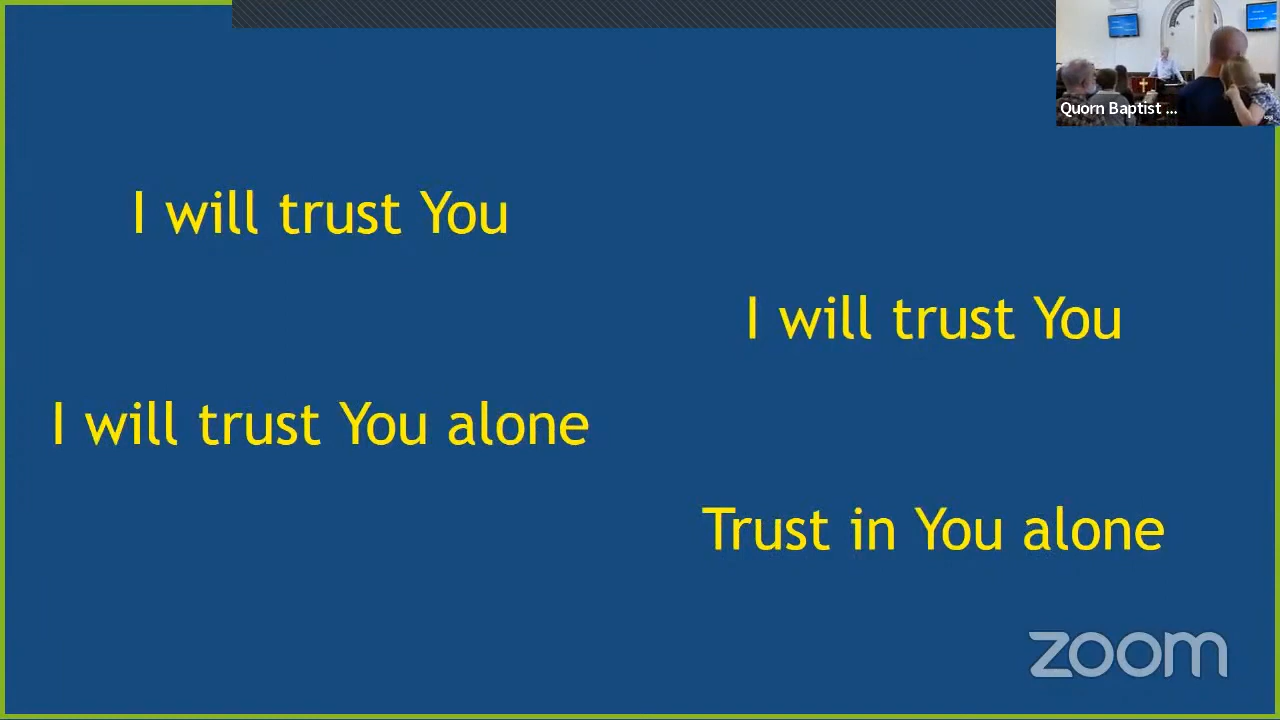 Quorn Baptist ...
I will trust You
I will trust You
I will trust You alone
Trust in You alone
zoom